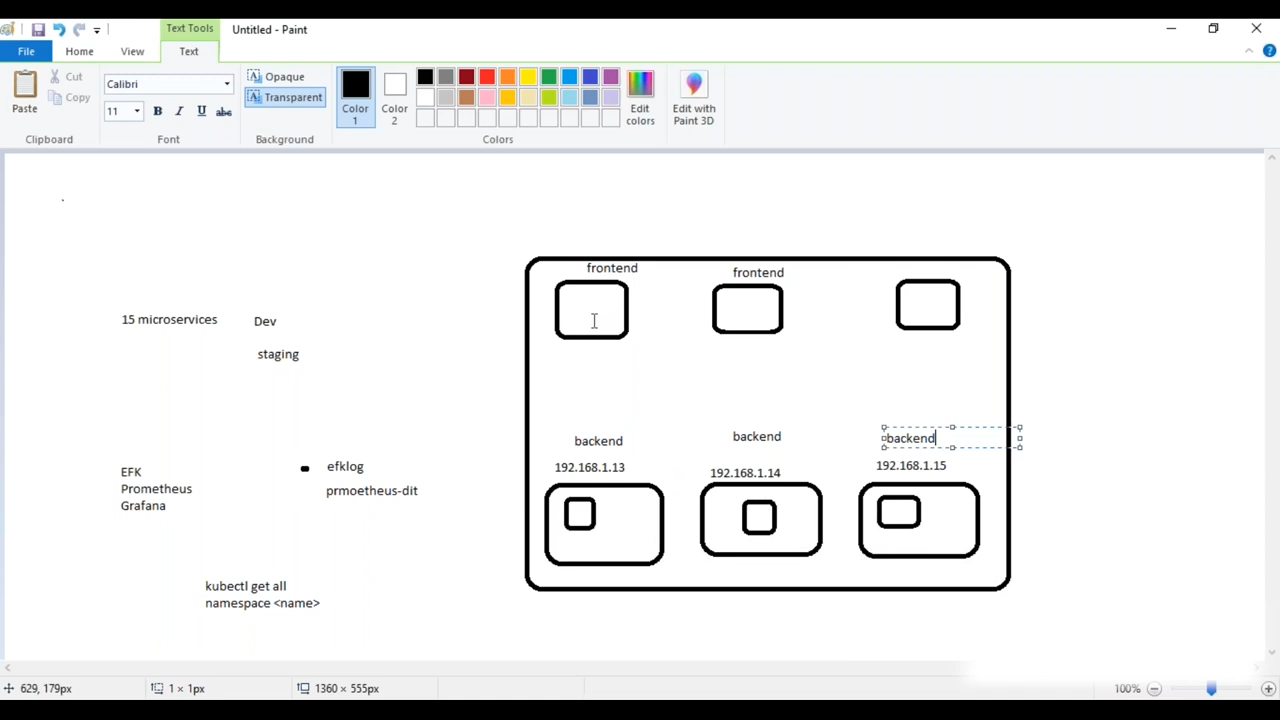 Text Tools
Untitled - Paint
File
Home
View
Text
Paste
Cut
Copy
Clipboard
Calibri
11
B
I
U
abc
Font
Opaque
Transparent
Background
Color
1
Color
2
Edit
colors
Colors
Edit with
Paint 3D
frontend
frontend
15 microservices
Dev
staging
backend
backend
backend
192.168.1.13
192.168.1.14
192.168.1.15
EFK
Prometheus
Grafana
efklog
prmoetheus-dit
kubectl get all
namespace <name>
629, 179px
1 × 1px
1360 × 555px
100%